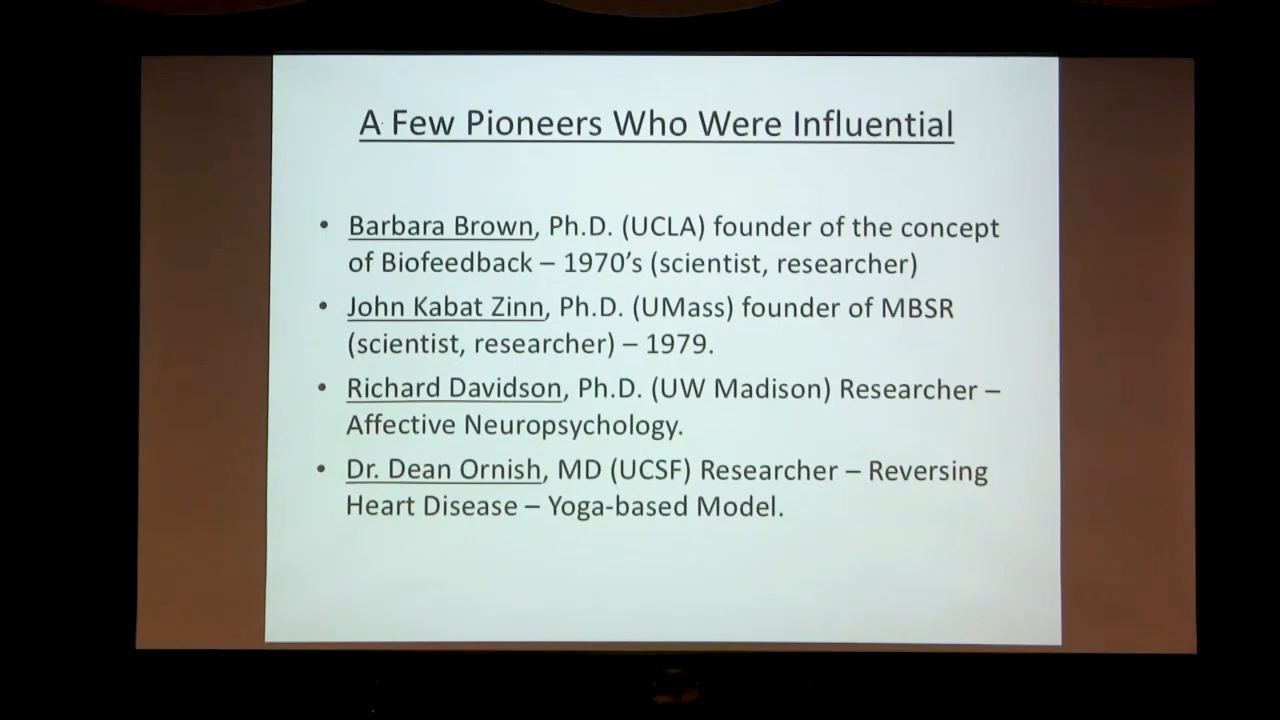 A Few Pioneers Who Were Influential
• Barbara Brown, Ph.D. (UCLA) founder of the concept
of Biofeedback – 1970’s (scientist, researcher)
• John Kabat Zinn, Ph.D. (UMass) founder of MBSR
(scientist, researcher) – 1979.
• Richard Davidson, Ph.D. (UW Madison) Researcher –
Affective Neuropsychology.
• Dr. Dean Ornish, MD (UCSF) Researcher – Reversing
Heart Disease – Yoga-based Model.